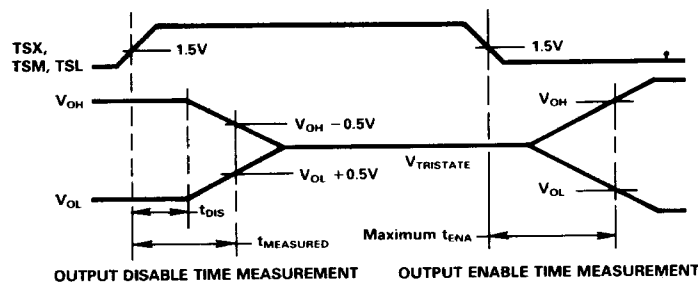 TSX,
TSM, TSL
1.5V
1.5V
VOH
VOH −0.5V
VOH
VTRISTATE
VOL +0.5V
VOL
VOL
tDIS
tMEASURED
Maximum tENA
OUTPUT DISABLE TIME MEASUREMENT
OUTPUT ENABLE TIME MEASUREMENT